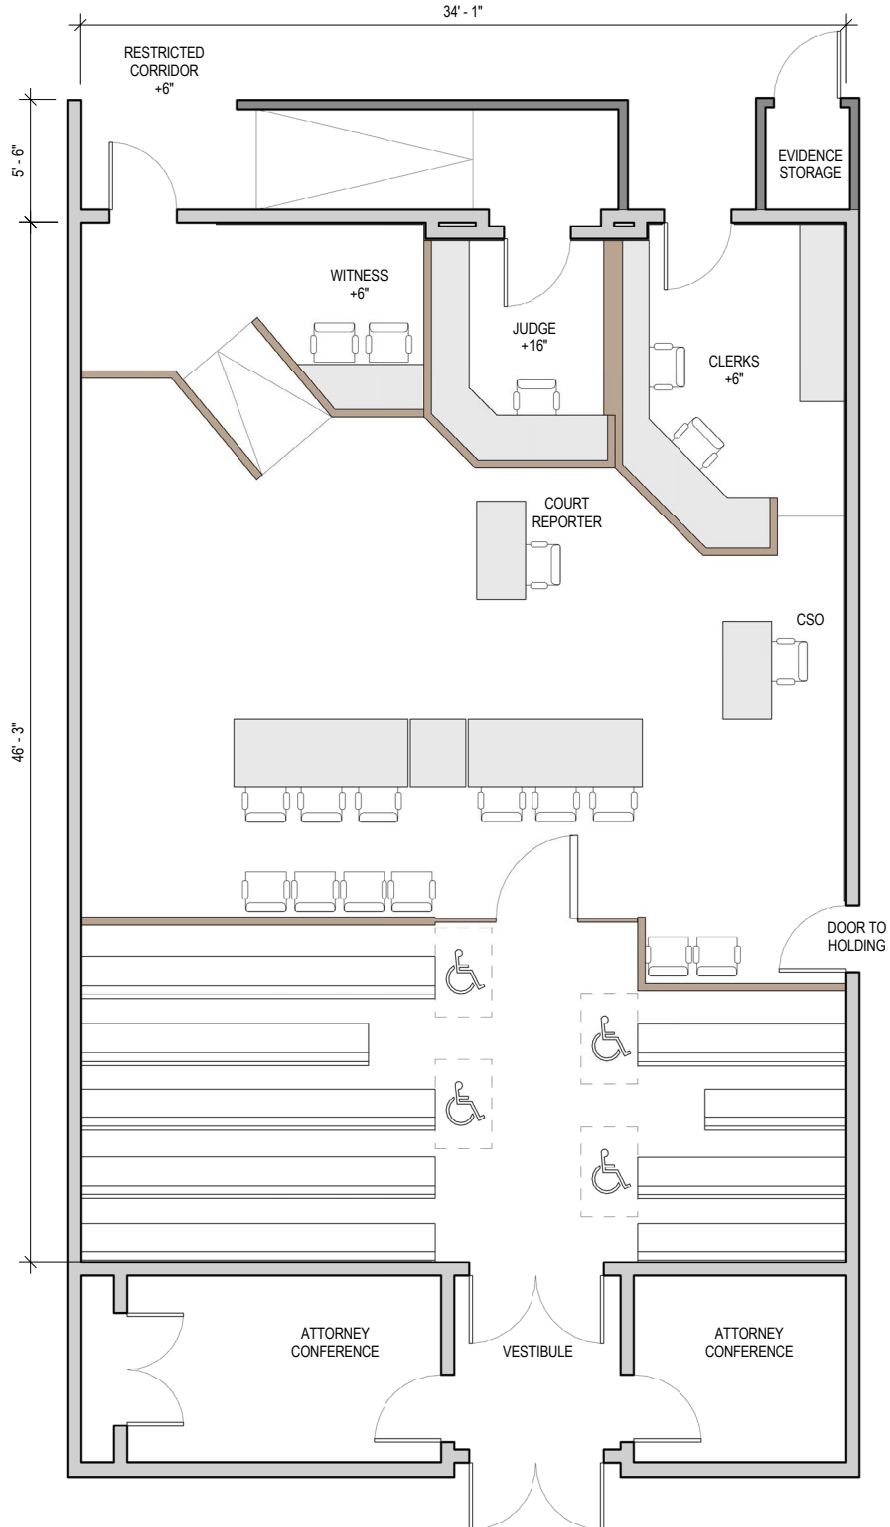 34' - 1"
RESTRICTED
CORRIDOR
+6"
5' - 6"
EVIDENCE
STORAGE
WITNESS
+6"
JUDGE
+16"
CLERKS
+6"
COURT
REPORTER
CSO
46' - 3"
DOOR TO
HOLDING
ATTORNEY
CONFERENCE
VESTIBULE
ATTORNEY
CONFERENCE